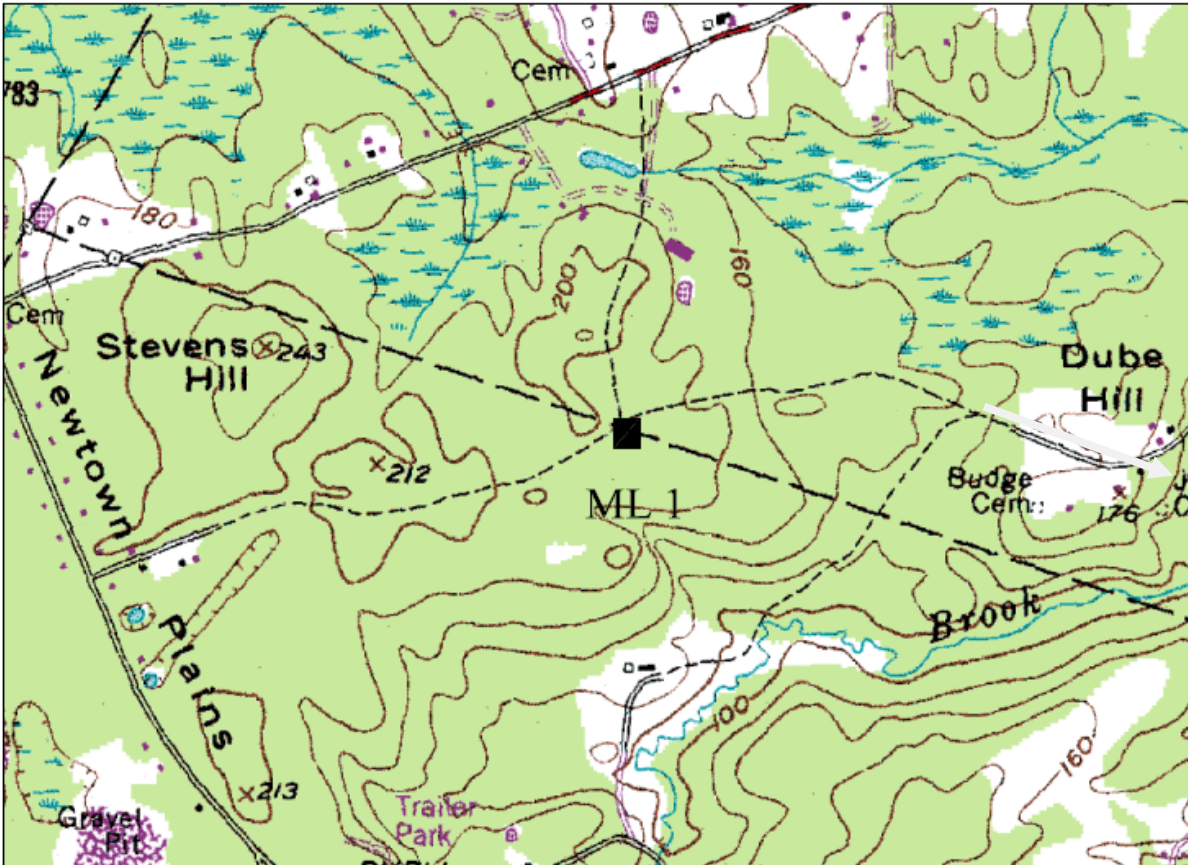 783
Cem
180
Cem
200
160
Stevens
Hill
243
Dube
Hill
212
Newtown
Plains
ML 1
Budge
Cem
176
Brook
100
160
213
Gravel
Pit
Trailer
Park